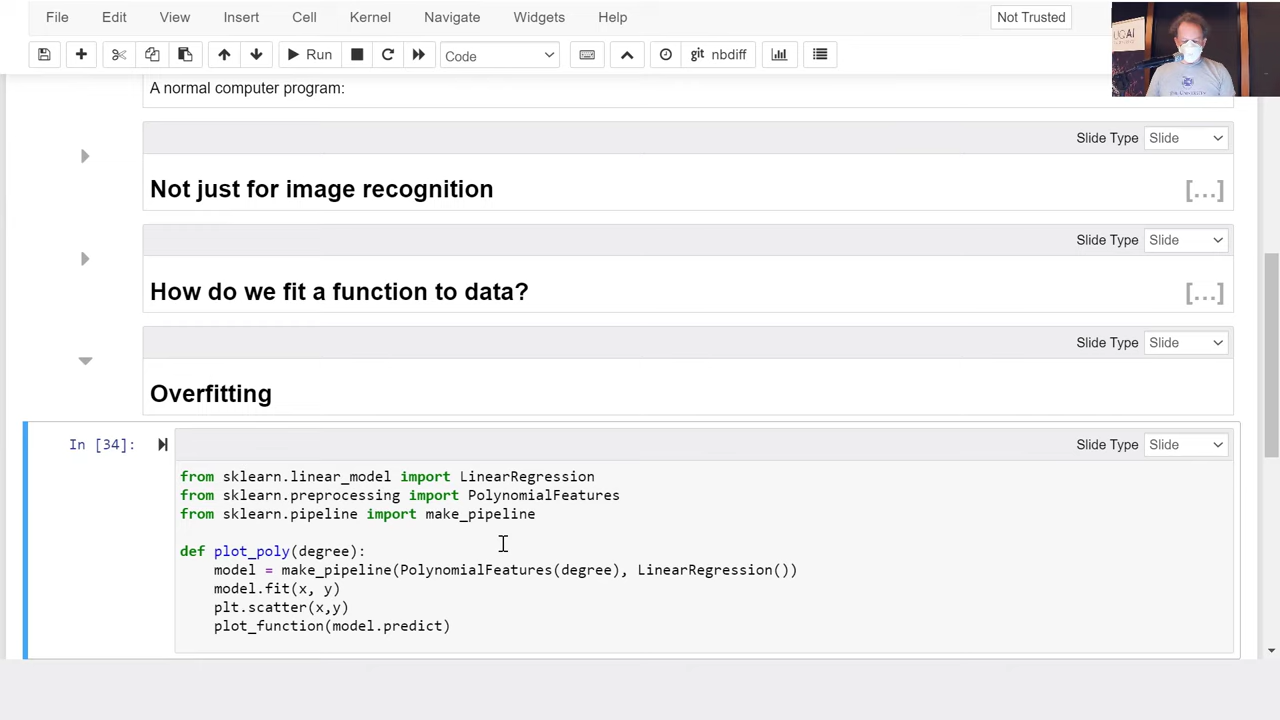 File Edit View Insert Cell Kernel Navigate Widgets Help Not Trusted
Run Code git nbdiff
A normal computer program:
Slide Type Slide
Not just for image recognition [...]
Slide Type Slide
How do we fit a function to data? [...]
Slide Type Slide
Overfitting
In [34]: Slide Type Slide
from sklearn.linear_model import LinearRegression
from sklearn.preprocessing import PolynomialFeatures
from sklearn.pipeline import make_pipeline
def plot_poly(degree):
model = make_pipeline(PolynomialFeatures(degree), LinearRegression())
model.fit(x, y)
plt.scatter(x,y)
plot_function(model.predict)